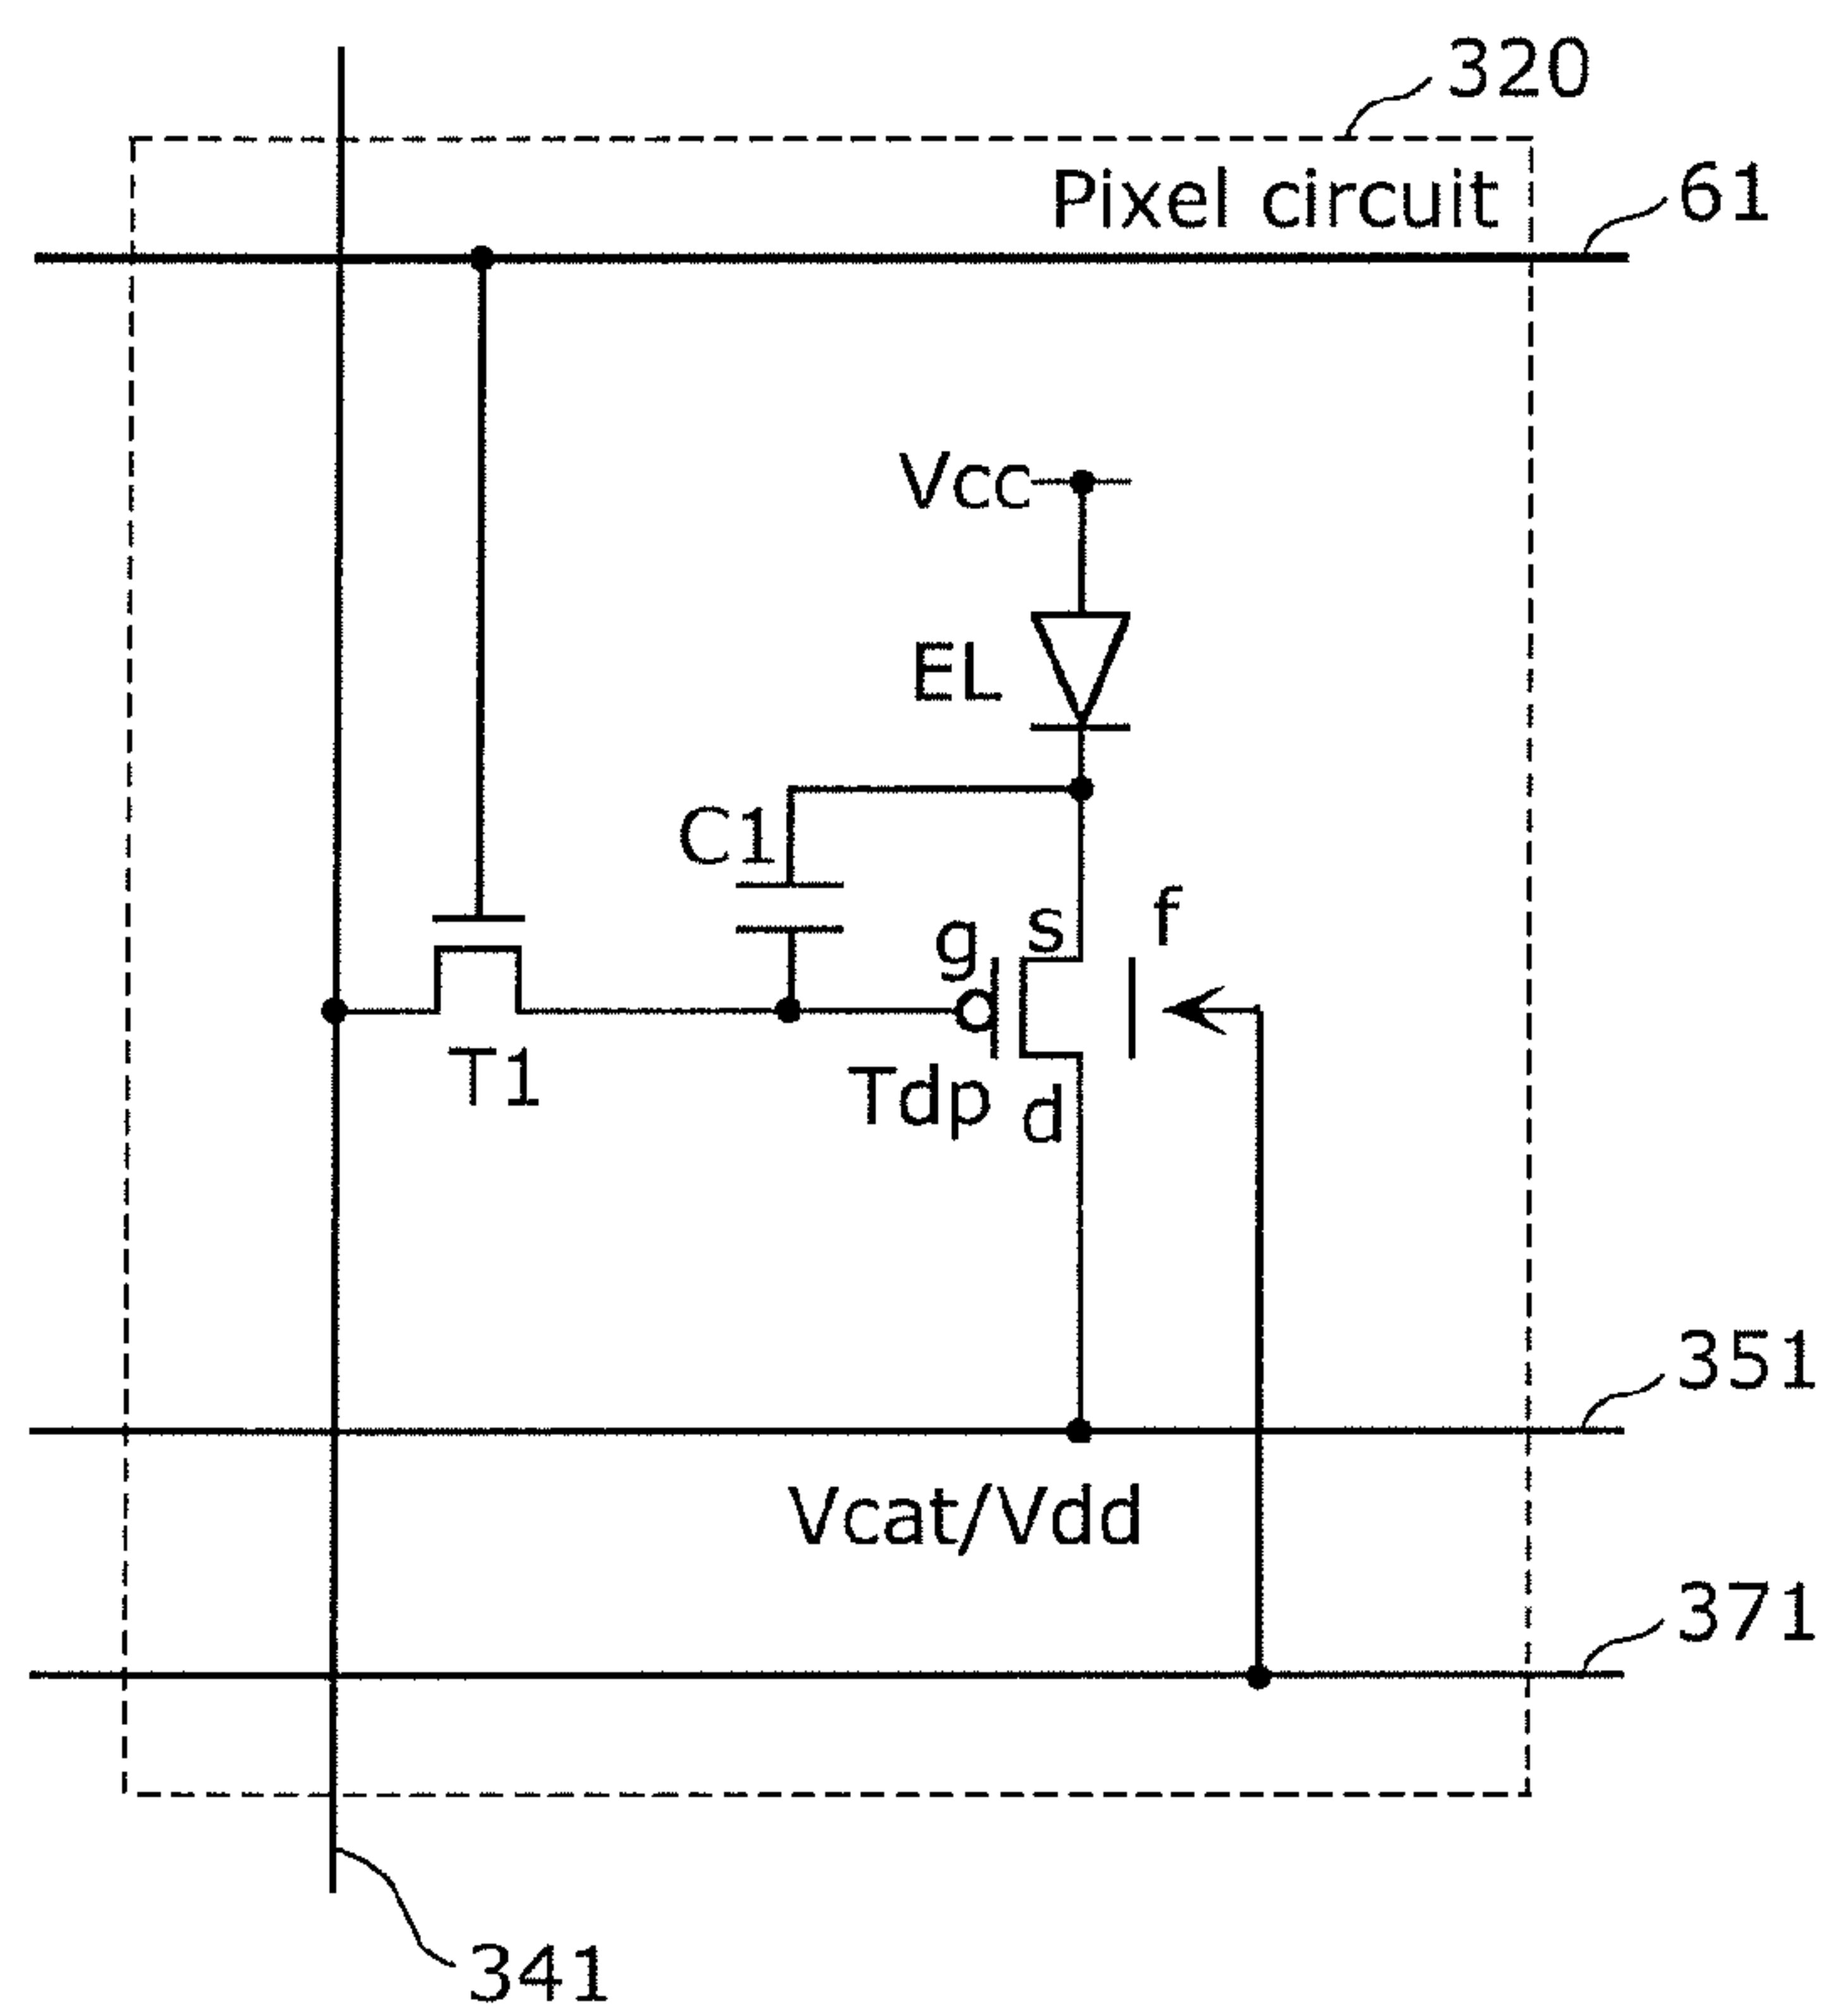 320
Pixel circuit
61
Vcc
EL
C1
g
s
f
T1
Tdp
d
351
Vcat/Vdd
371
341